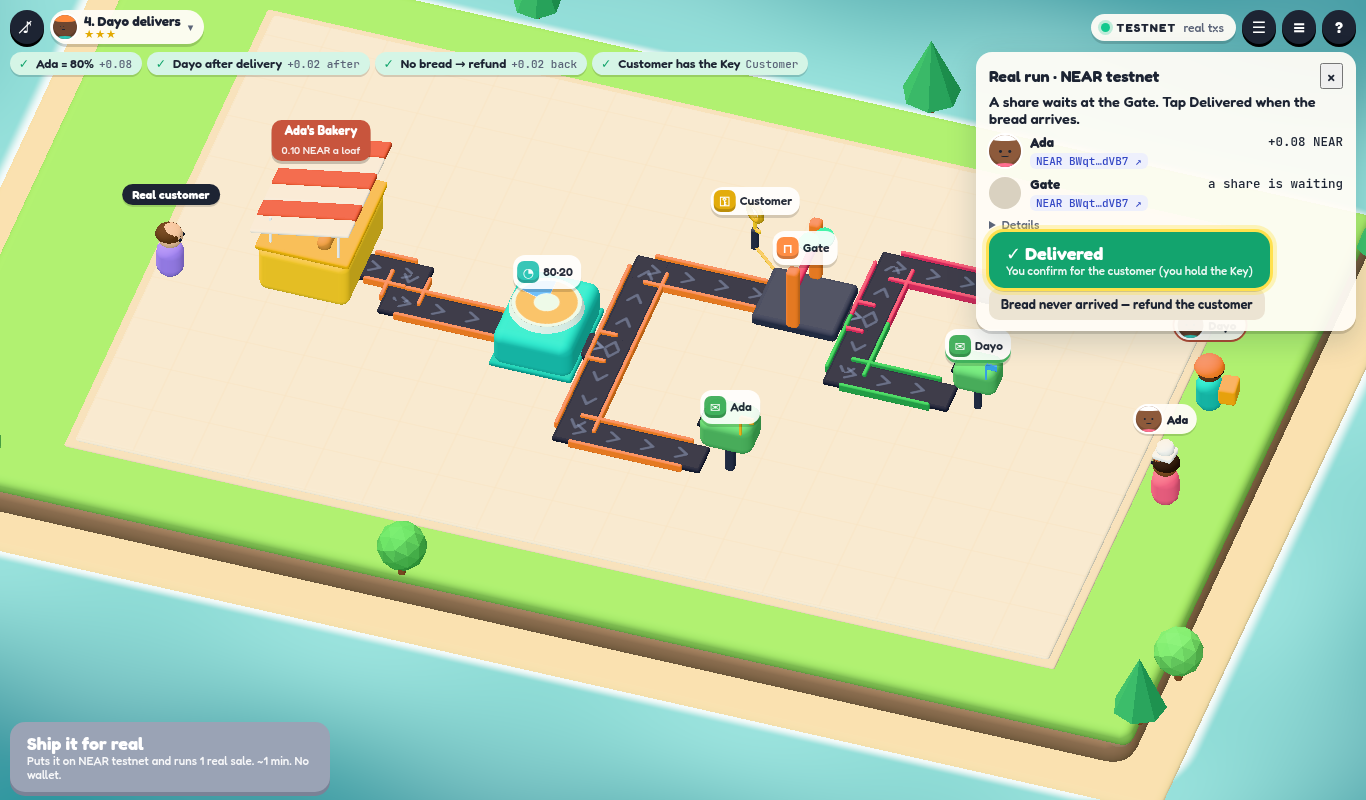 4. Dayo delivers
★★★
▾
TESTNET real txs
?
✓ Ada = 80% +0.08
✓ Dayo after delivery +0.02 after
✓ No bread → refund +0.02 back
✓ Customer has the Key Customer
Real run · NEAR testnet
×
A share waits at the Gate. Tap Delivered when the
bread arrives.
Ada +0.08 NEAR
NEAR BWqt…dVB7 ↗
Gate a share is waiting
NEAR BWqt…dVB7 ↗
▶ Details
✓ Delivered
You confirm for the customer (you hold the Key)
Bread never arrived — refund the customer
Ada's Bakery
0.10 NEAR a loaf
Real customer
Customer
Gate
80:20
Dayo
Dayo
Ada
Ada
Ship it for real
Puts it on NEAR testnet and runs 1 real sale. ~1 min. No
wallet.